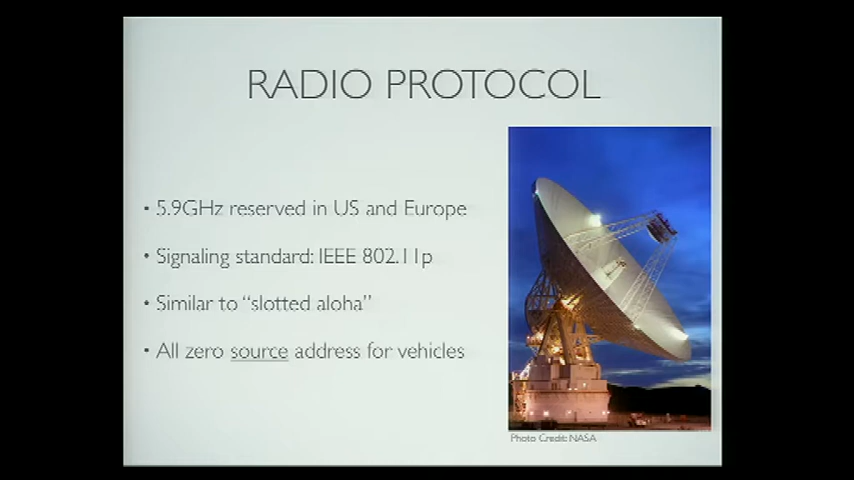 RADIO PROTOCOL
• 5.9GHz reserved in US and Europe
• Signaling standard: IEEE 802.11p
• Similar to “slotted aloha”
• All zero source address for vehicles
Photo Credit: NASA